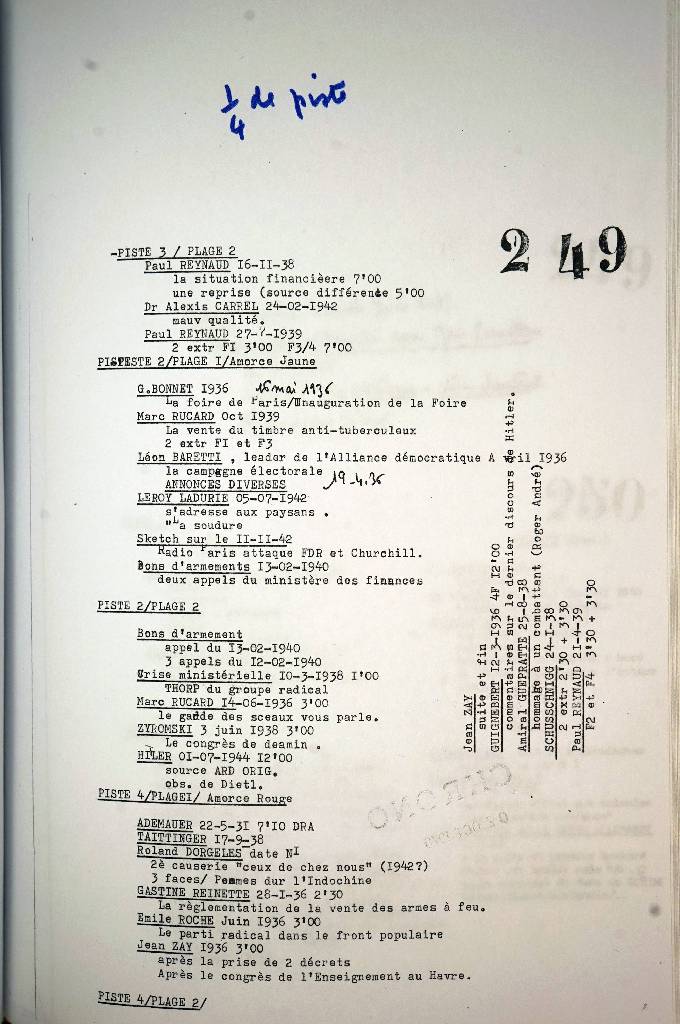 1/4 de piste
249
-PISTE 3 / PLAGE 2
Paul REYNAUD I6-II-38
la situation financièere 7'00
une reprise (source différente 5'00
Dr Alexis CARREL 24-02-I942
mauv qualité.
Paul REYNAUD 27-?-I939
2 extr FI 3'00 F3/4 7'00
PISTESTE 2/PLAGE I/Amorce Jaune
G.BONNET I936 15 mai 1936
La foire de Paris/Inauguration de la Foire
Marc RUCARD Oct I939
La vente du timbre anti-tuberculeux
2 extr FI et F3
Léon BARETTI , leader de l'Alliance démocratique A vril I936
la campagne électorale
ANNONCES DIVERSES 19-4.36
LEROY LADURIE 05-07-I942
s'adresse aux paysans .
"La soudure
Sketch sur le II-II-42
Radio Paris attaque FDR et Churchill.
Bons d'armements I3-02-I940
deux appels du ministère des finances
PISTE 2/PLAGE 2
Bons d'armement
appel du I3-02-I940
3 appels du I2-02-I940
Crise ministérielle I0-3-I938 I'00
THORP du groupe radical
Marc RUCARD I4-06-I936 3'00
le garde des sceaux vous parle.
ZYROMSKI 3 juin I938 3'00
Le congrès de deamin .
HITLER 0I-07-I944 I2'00
source ARD ORIG.
obs. de Dietl.
PISTE 4/PLAGEI/ Amorce Rouge
ADEMAUER 22-5-3I 7'I0 DRA
TAITTINGER I7-9-38
Roland DORGELES date NI
2è causerie "ceux de chez nous" (I942?)
3 faces/ Femmes dur l'Indochine
GASTINE REINETTE 28-I-36 2'30
La règlementation de la vente des armes à feu.
Emile ROCHE Juin I936 3'00
Le parti radical dans le front populaire
Jean ZAY I936 3'00
après la prise de 2 décrets
Après le congrès de l'Enseignement au Havre.
PISTE 4/PLAGE 2/
Jean ZAY
suite et fin
GUIGNEBERT I2-3-I936 4F I2'00
commentaires sur le dernier discours de Hitler.
Amiral GUEPRATTE 25-8-38
hommage à un combattant (Roger André)
SCHUSSCHNIGG 24-I-38
2 extr 2'30 + 3'30
Paul REYNAUD 2I-4-39
F2 et F4 3'30 + 3'30
CHRONO